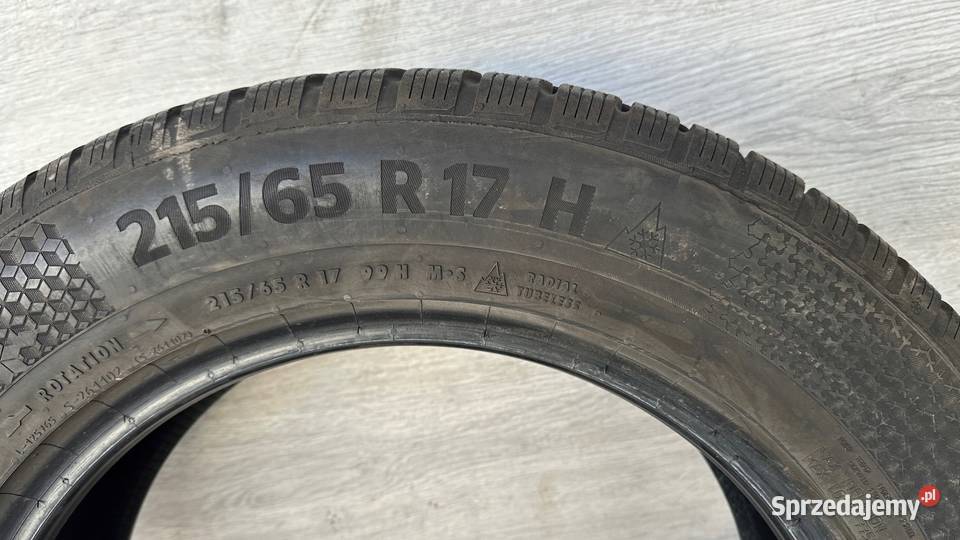 215/65 R 17 H
215/65 R 17 99 H M+S RADIAL
TUBELESS
ROTATION
Sprzedajemy.pl